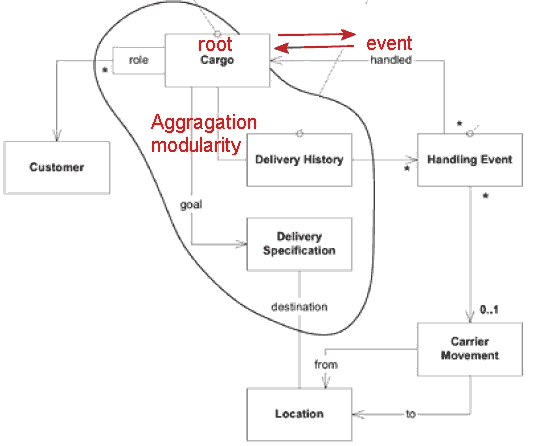 root
event
role
Cargo
handled
*
Aggragation
modularity
*
Customer
Delivery History
*
Handling Event
*
goal
Delivery
Specification
destination
0..1
Carrier
Movement
from
Location
to